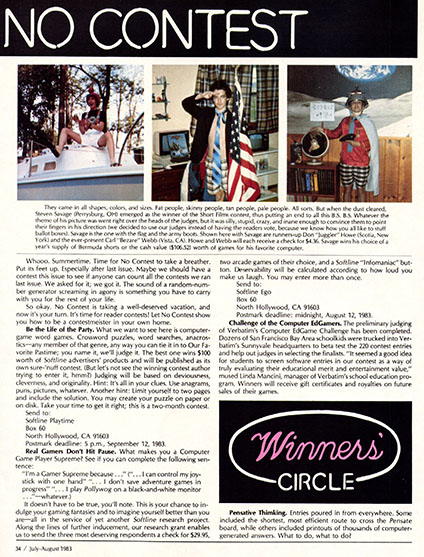 NO CONTEST
They came in all shapes, colors, and sizes. Fat people, skinny people, tan people, pale people. All sorts. But when the dust cleared,
Steven Savage (Perrysburg, OH) emerged as the winner of the Short Films contest, thus putting an end to all this B.S. B.S. Whatever the
theme of his picture was went right over the heads of the judges, but it was silly, stupid, crazy, and inane enough to convince them to point
their fingers in his direction (we decided to use our judges instead of having the readers vote, because we know how you all like to stuff
ballot boxes). Savage is the one with the flag and the army boots. Shown here with Savage are runners-up Don "Juggler" Howe (Scotia, New
York) and the ever-present Carl "Bezare" Webb (Vista, CA). Howe and Webb will each receive a check for $4.36. Savage wins his choice of a
year's supply of Bermuda shorts or the cash value ($106.52) worth of games for his favorite computer.
Whooo. Summertime. Time for No Contest to take a breather.
Put its feet up. Especially after last issue. Maybe we should have a
contest this issue to see if anyone can count all the contests we ran
last issue. We asked for it; we got it. The sound of a random-num-
ber generator screaming in agony is something you have to carry
with you for the rest of your life.
So okay. No Contest is taking a well-deserved vacation, and
now it's your turn. It's time for reader contests! Let No Contest show
you how to be a contestmeister in your own home.
Be the Life of the Party. What we want to see here is computer-
game word games. Crossword puzzles, word searches, anacros-
tics—any member of that genre, any way you can tie it in to Our Fa-
vorite Pastime; you name it, we'll judge it. The best one wins $100
worth of Softline advertisers' products and will be published as its
own sure-'nuff contest. (But let's not see the winning contest author
trying to enter it, hmm?) Judging will be based on deviousness,
cleverness, and originality. Hint: It's all in your clues. Use anagrams,
puns, pictures, whatever. Another hint: Limit yourself to two pages
and include the solution. You may create your puzzle on paper or
on disk. Take your time to get it right; this is a two-month contest.
Send to:
Softline Playtime
Box 60
North Hollywood, CA 91603
Postmark deadline: 5 p.m., September 12, 1983.
Real Gamers Don't Hit Pause. What makes you a Computer
Game Player Supreme? See if you can complete the following sen-
tence:
"I'm a Gamer Supreme because . . ." (". . . I can control my joy-
stick with one hand" ". . . I don't save adventure games in
progress" ". . . I play Pollywog on a black-and-white monitor
. . ."—whatever.)
It doesn't have to be true, you'll note. This is your chance to in-
dulge your gaming fantasies and to imagine yourself better than you
are—all in the service of yet another Softline research project.
Along the lines of further inducement, our research grant enables
us to send the three most deserving respondents a check for $29.95,
two arcade games of their choice, and a Softline "Infomaniac" but-
ton. Deservability will be calculated according to how loud you
make us laugh. You may enter more than once.
Send to:
Softline Ego
Box 60
North Hollywood, CA 91603
Postmark deadline: midnight, August 12, 1983.
Challenge of the Computer EdGamers. The preliminary judging
of Verbatim's Computer EdGame Challenge has been completed.
Dozens of San Francisco Bay Area schoolkids were trucked into Ver-
batim's Sunnyvale headquarters to beta test the 220 contest entries
and help out judges in selecting the finalists. "It seemed a good idea
for students to screen software entries in our contest as a way of
truly evaluating their educational merit and entertainment value,"
mused Linda Mancini, manager of Verbatim's school education pro-
gram. Winners will receive gift certificates and royalties on future
sales of their games.
Winners'
CIRCLE
Pensative Thinking. Entries poured in from everywhere. Some
included the shortest, most efficient route to cross the Pensate
board, while others included printouts of thousands of computer-
generated answers. What to do, what to do?
34 / July-August 1983